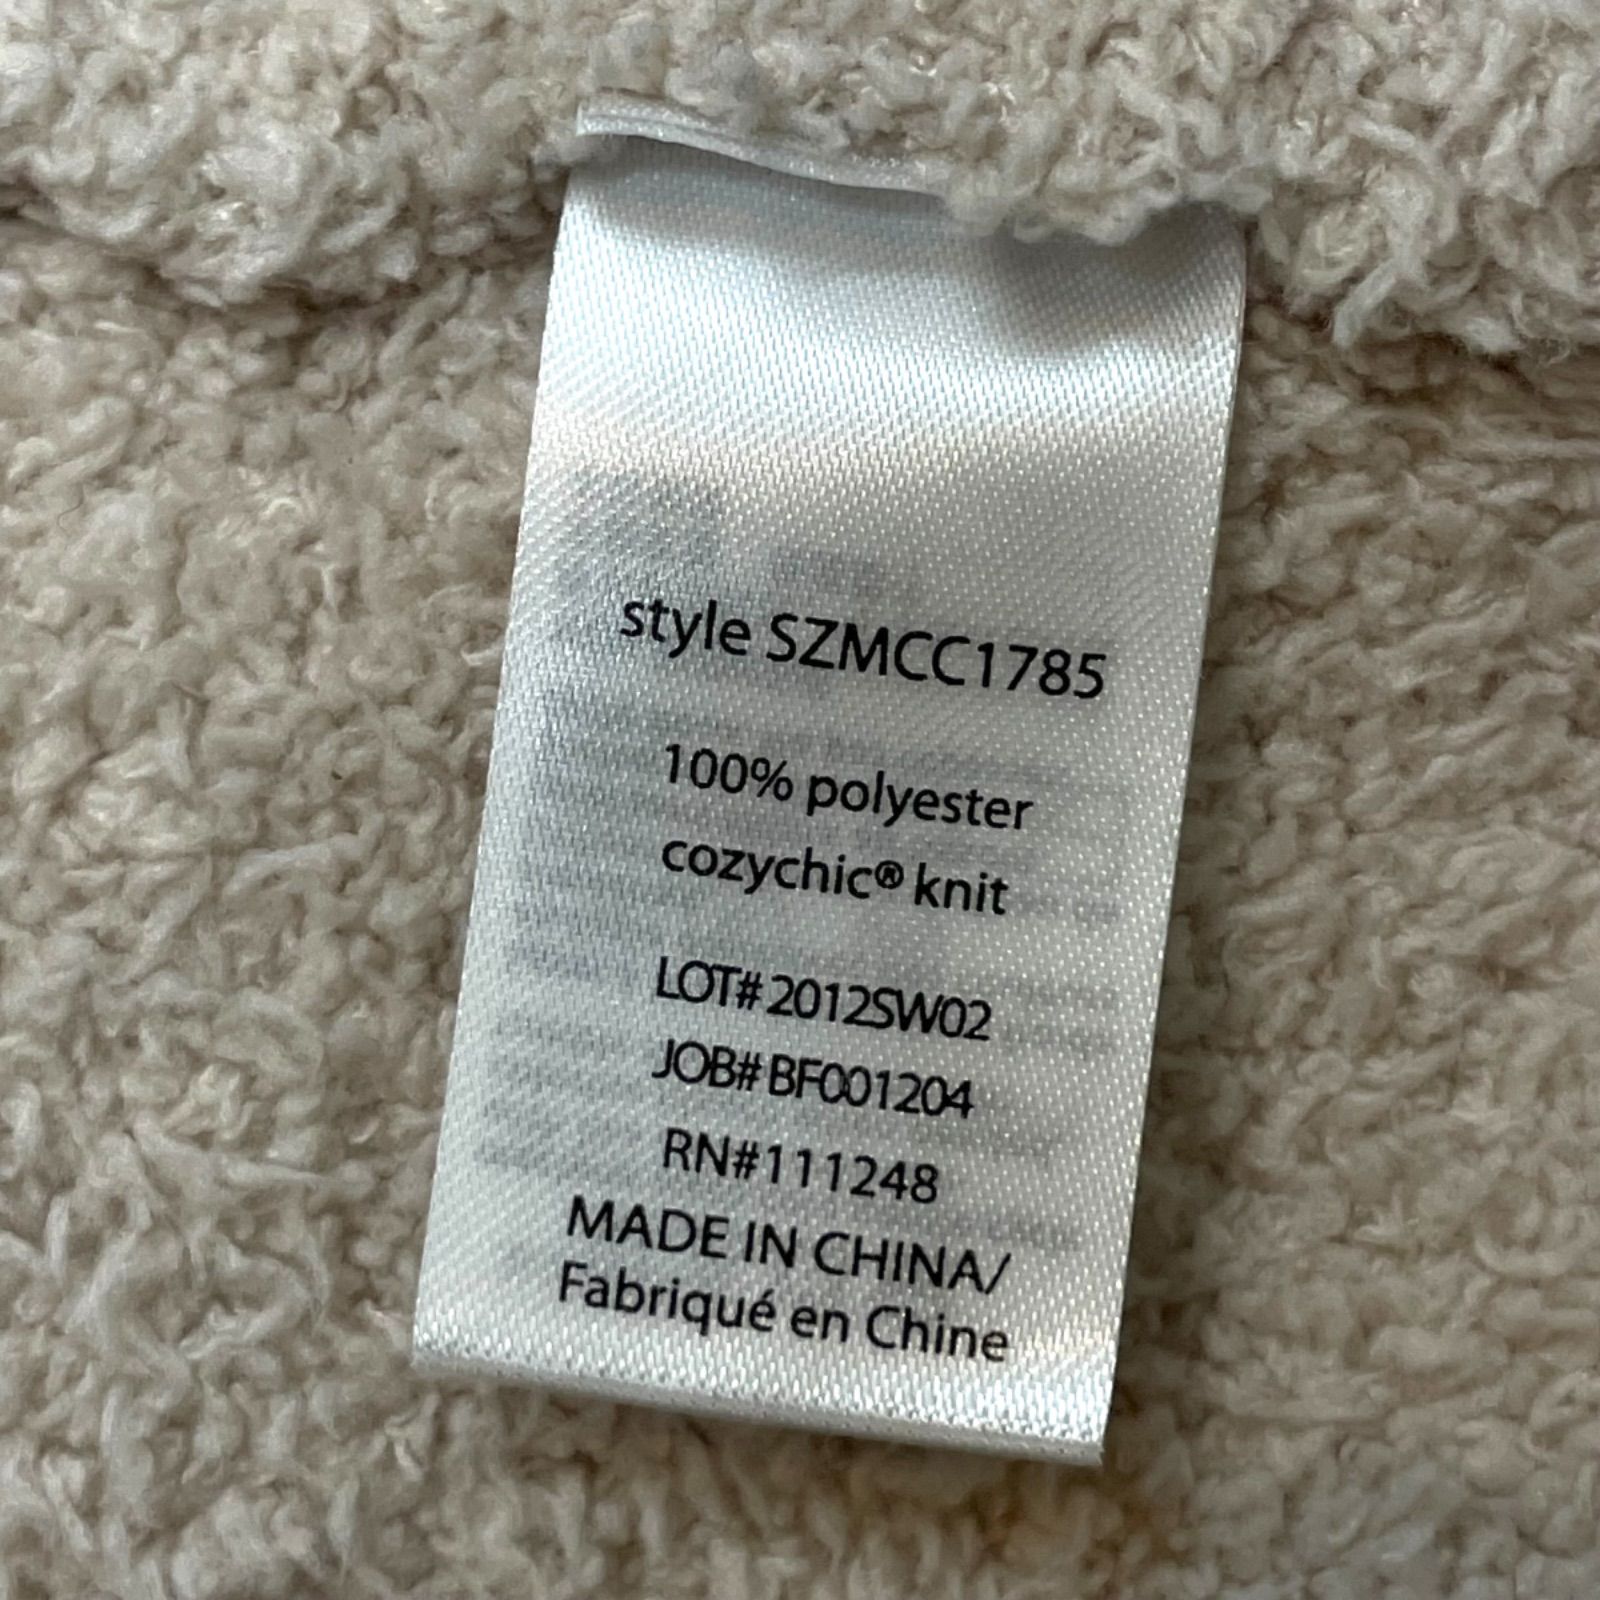 style SZMCC1785
100% polyester
cozychic® knit
LOT# 2012SW02
JOB# BF001204
RN#111248
MADE IN CHINA/
Fabriqué en Chine